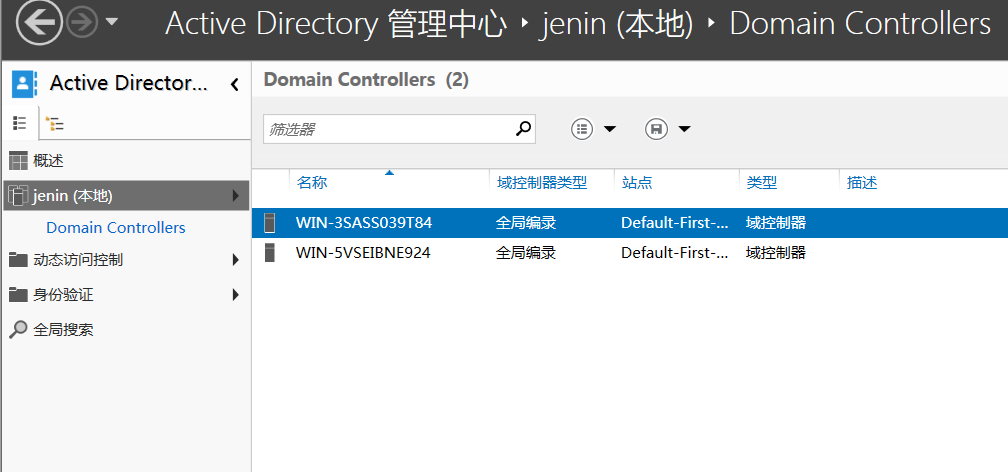 Active Directory 管理中心 ‣ jenin (本地) ‣ Domain Controllers
Active Director...
概述
jenin (本地)
Domain Controllers
动态访问控制
身份验证
全局搜索
Domain Controllers (2)
筛选器
名称 域控制器类型 站点 类型 描述
WIN-3SASS039T84 全局编录 Default-First-... 域控制器
WIN-5VSEIBNE924 全局编录 Default-First-... 域控制器